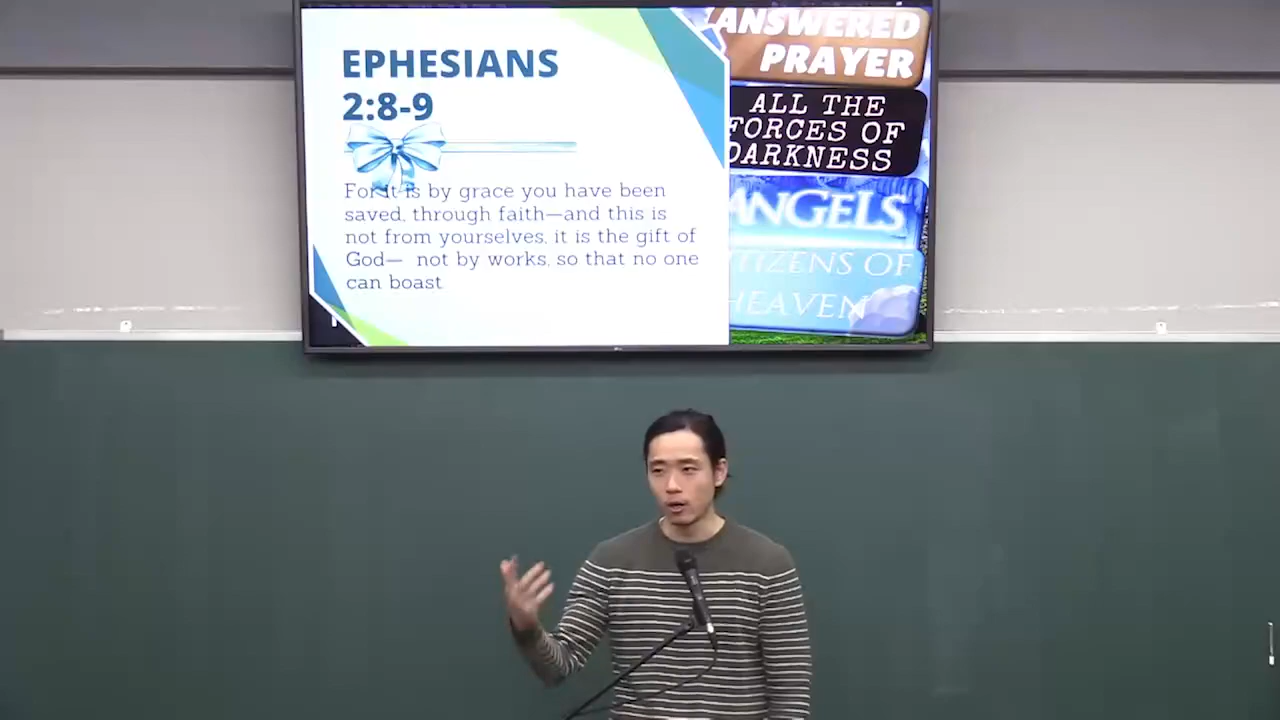 EPHESIANS
2:8-9
For it is by grace you have been
saved, through faith—and this is
not from yourselves, it is the gift of
God— not by works, so that no one
can boast
ANSWERED
PRAYER
ALL THE
FORCES OF
DARKNESS
ANGELS
CITIZENS OF
HEAVEN